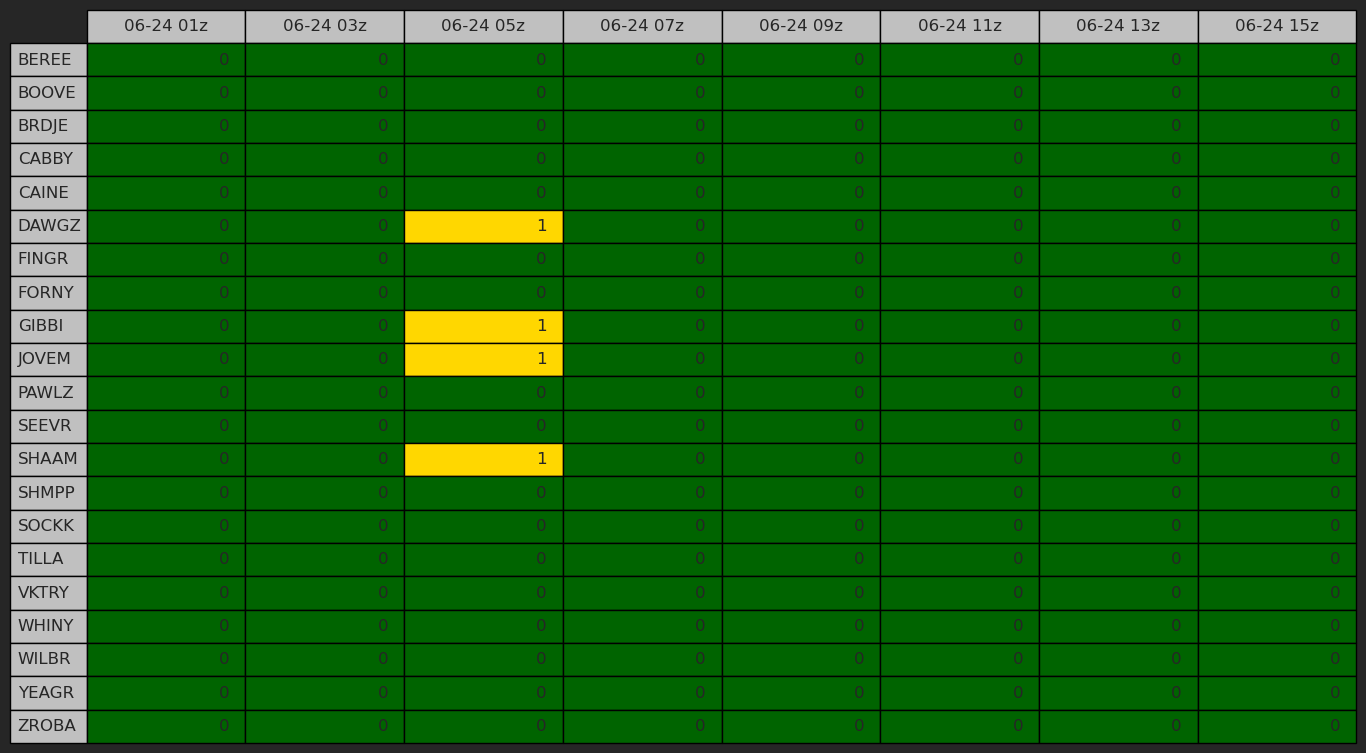 06-24 01z 06-24 03z 06-24 05z 06-24 07z 06-24 09z 06-24 11z 06-24 13z 06-24 15z
BEREE 0 0 0 0 0 0 0 0
BOOVE 0 0 0 0 0 0 0 0
BRDJE 0 0 0 0 0 0 0 0
CABBY 0 0 0 0 0 0 0 0
CAINE 0 0 0 0 0 0 0 0
DAWGZ 0 0 1 0 0 0 0 0
FINGR 0 0 0 0 0 0 0 0
FORNY 0 0 0 0 0 0 0 0
GIBBI 0 0 1 0 0 0 0 0
JOVEM 0 0 1 0 0 0 0 0
PAWLZ 0 0 0 0 0 0 0 0
SEEVR 0 0 0 0 0 0 0 0
SHAAM 0 0 1 0 0 0 0 0
SHMPP 0 0 0 0 0 0 0 0
SOCKK 0 0 0 0 0 0 0 0
TILLA 0 0 0 0 0 0 0 0
VKTRY 0 0 0 0 0 0 0 0
WHINY 0 0 0 0 0 0 0 0
WILBR 0 0 0 0 0 0 0 0
YEAGR 0 0 0 0 0 0 0 0
ZROBA 0 0 0 0 0 0 0 0